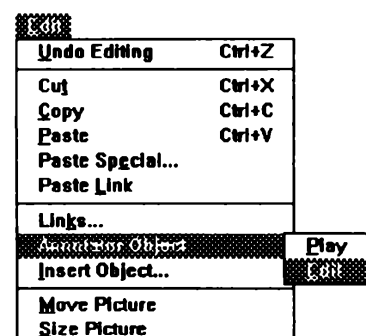 Edit
Undo Editing Ctrl+Z
Cut Ctrl+X
Copy Ctrl+C
Paste Ctrl+V
Paste Special...
Paste Link
Links...
Object Play
Insert Object... Edit
Move Picture
Size Picture